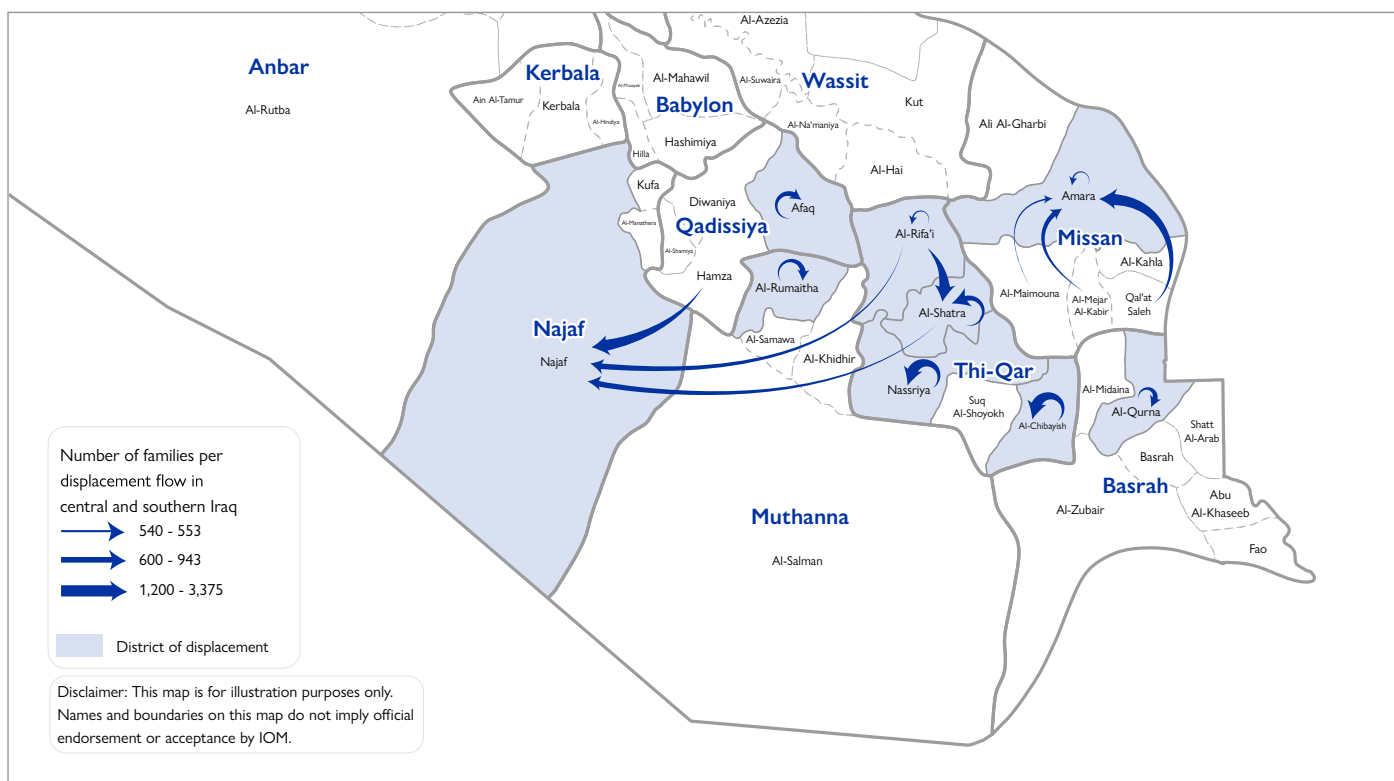 Al-Azezia
Anbar
Kerbala
Al-Mahawil
Al-Suwaira
Wassit
Al-Musayab
Ain Al-Tamur
Kerbala
Babylon
Kut
Al-Rutba
Al-Hindiya
Al-Na'maniya
Ali Al-Gharbi
Hashimiya
Hilla
Al-Hai
Kufa
Diwaniya
Afaq
Amara
Al-Manathera
Qadissiya
Al-Rifa'i
Missan
Al-Shamiya
Al-Kahla
Hamza
Al-Rumaitha
Al-Maimouna
Al-Mejar
Al-Kabir
Qal'at
Saleh
Al-Shatra
Najaf
Najaf
Al-Samawa
Al-Khidhir
Thi-Qar
Nassriya
Al-Midaina
Suq
Al-Shoyokh
Al-Qurna
Al-Chibayish
Shatt
Al-Arab
Basrah
Basrah
Abu
Al-Khaseeb
Al-Zubair
Muthanna
Fao
Al-Salman
Number of families per
displacement flow in
central and southern Iraq
540 - 553
600 - 943
1,200 - 3,375
District of displacement
Disclaimer: This map is for illustration purposes only.
Names and boundaries on this map do not imply official
endorsement or acceptance by IOM.